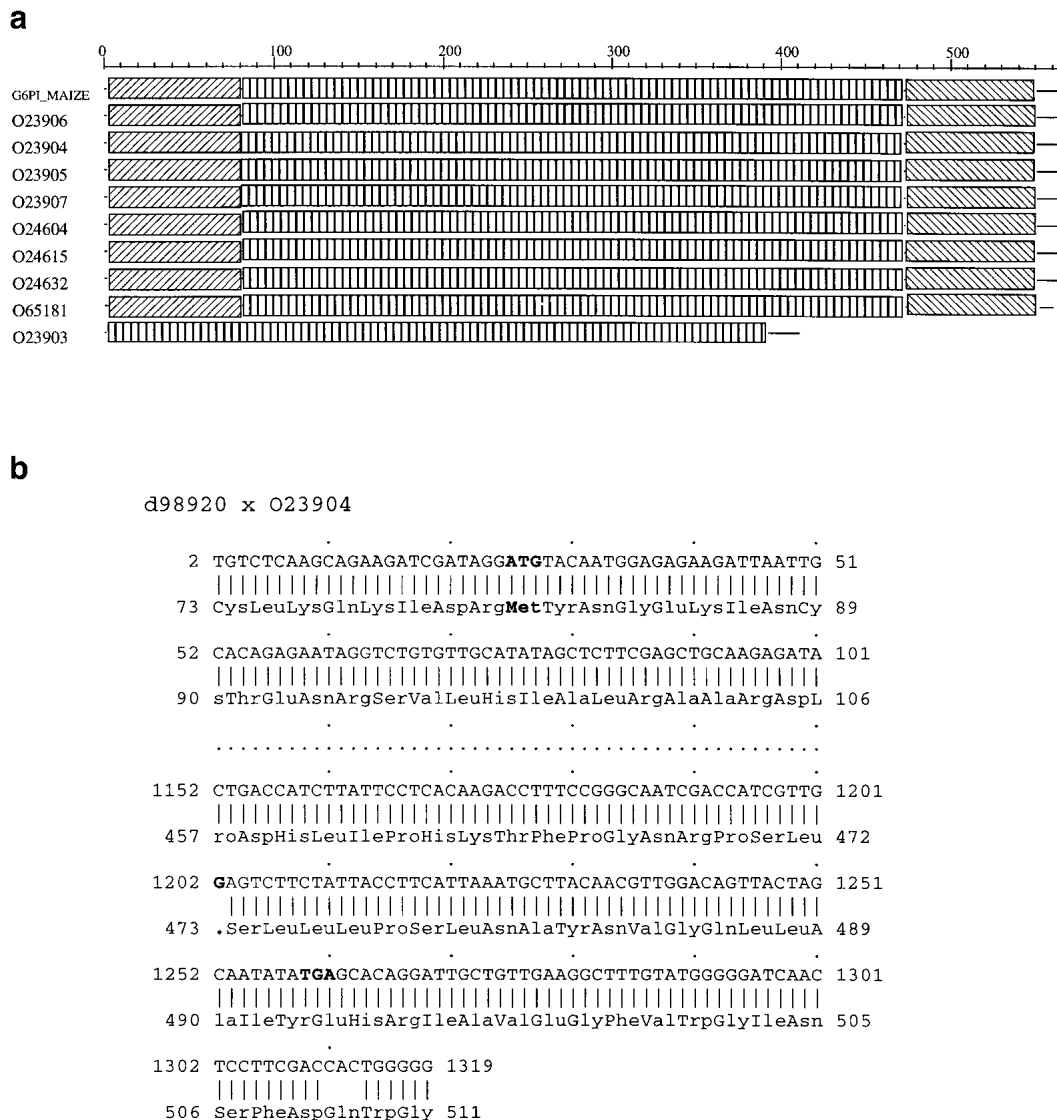 a
0 100 200 300 400 500
G6PI_MAIZE
O23906
O23904
O23905
O23907
O24604
O24615
O24632
O65181
O23903
b
d98920 x O23904
2 TGTCTCAAGCAGAAGATCGATAGGATGTACAATGGAGAGAAGATTAATTG 51
73 CysLeuLysGlnLysIleAspArgMetTyrAsnGlyGluLysIleAsnCy 89
52 CACAGAGAATAGGTCTGTGTTGCATATAGCTCTTCGAGCTGCAAGAGATA 101
90 sThrGluAsnArgSerValLeuHisIleAlaLeuArgAlaAlaArgAspL 106
1152 CTGACCATCTTATTCCTCACAAGACCTTTCCGGGCAATCGACCATCGTTG 1201
457 roAspHisLeuIleProHisLysThrPheProGlyAsnArgProSerLeu 472
1202 GAGTCTTCTATTACCTTCATTAAATGCTTACAACGTTGGACAGTTACTAG 1251
473 .SerLeuLeuLeuProSerLeuAsnAlaTyrAsnValGlyGlnLeuLeuA 489
1252 CAATATATGAGCACAGGATTGCTGTTGAAGGCTTTGTATGGGGGATCAAC 1301
490 laIleTyrGluHisArgIleAlaValGluGlyPheValTrpGlyIleAsn 505
1302 TCCTTCGACCACTGGGGG 1319
506 SerPheAspGlnTrpGly 511